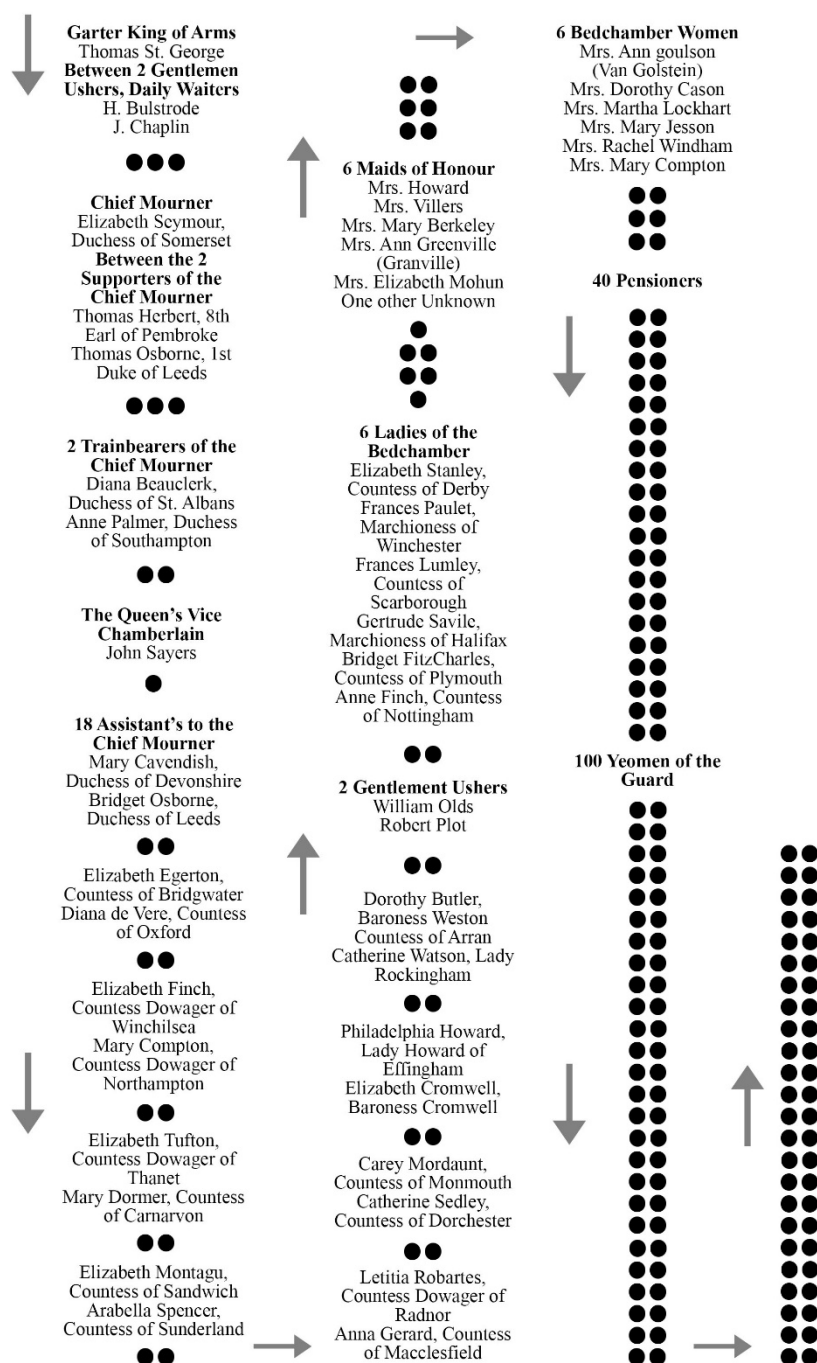 Garter King of Arms
Thomas St. George
Between 2 Gentlemen
Ushers, Daily Waiters
H. Bulstrode
J. Chaplin
Chief Mourner
Elizabeth Seymour,
Duchess of Somerset
Between the 2
Supporters of the
Chief Mourner
Thomas Herbert, 8th
Earl of Pembroke
Thomas Osborne, 1st
Duke of Leeds
2 Trainbearers of the
Chief Mourner
Diana Beauclerk,
Duchess of St. Albans
Anne Palmer, Duchess
of Southampton
The Queen's Vice
Chamberlain
John Sayers
18 Assistant's to the
Chief Mourner
Mary Cavendish,
Duchess of Devonshire
Bridget Osborne,
Duchess of Leeds
Elizabeth Egerton,
Countess of Bridgwater
Diana de Vere, Countess
of Oxford
Elizabeth Finch,
Countess Dowager of
Winchilsea
Mary Compton,
Countess Dowager of
Northampton
Elizabeth Tufton,
Countess Dowager of
Thanet
Mary Dormer, Countess
of Carnarvon
Elizabeth Montagu,
Countess of Sandwich
Arabella Spencer,
Countess of Sunderland
Letitia Robartes,
Countess Dowager of
Radnor
Anna Gerard, Countess
of Macclesfield
Carey Mordaunt,
Countess of Monmouth
Catherine Sedley,
Countess of Dorchester
Philadelphia Howard,
Lady Howard of
Effingham
Elizabeth Cromwell,
Baroness Cromwell
Dorothy Butler,
Baroness Weston
Countess of Arran
Catherine Watson, Lady
Rockingham
2 Gentlement Ushers
William Olds
Robert Plot
6 Ladies of the
Bedchamber
Elizabeth Stanley,
Countess of Derby
Frances Paulet,
Marchioness of
Winchester
Frances Lumley,
Countess of
Scarborough
Gertrude Savile,
Marchioness of Halifax
Bridget FitzCharles,
Countess of Plymouth
Anne Finch, Countess
of Nottingham
6 Maids of Honour
Mrs. Howard
Mrs. Villers
Mrs. Mary Berkeley
Mrs. Ann Greenville
(Granville)
Mrs. Elizabeth Mohun
One other Unknown
6 Bedchamber Women
Mrs. Ann goulson
(Van Golstein)
Mrs. Dorothy Cason
Mrs. Martha Lockhart
Mrs. Mary Jesson
Mrs. Rachel Windham
Mrs. Mary Compton
40 Pensioners
100 Yeomen of the
Guard